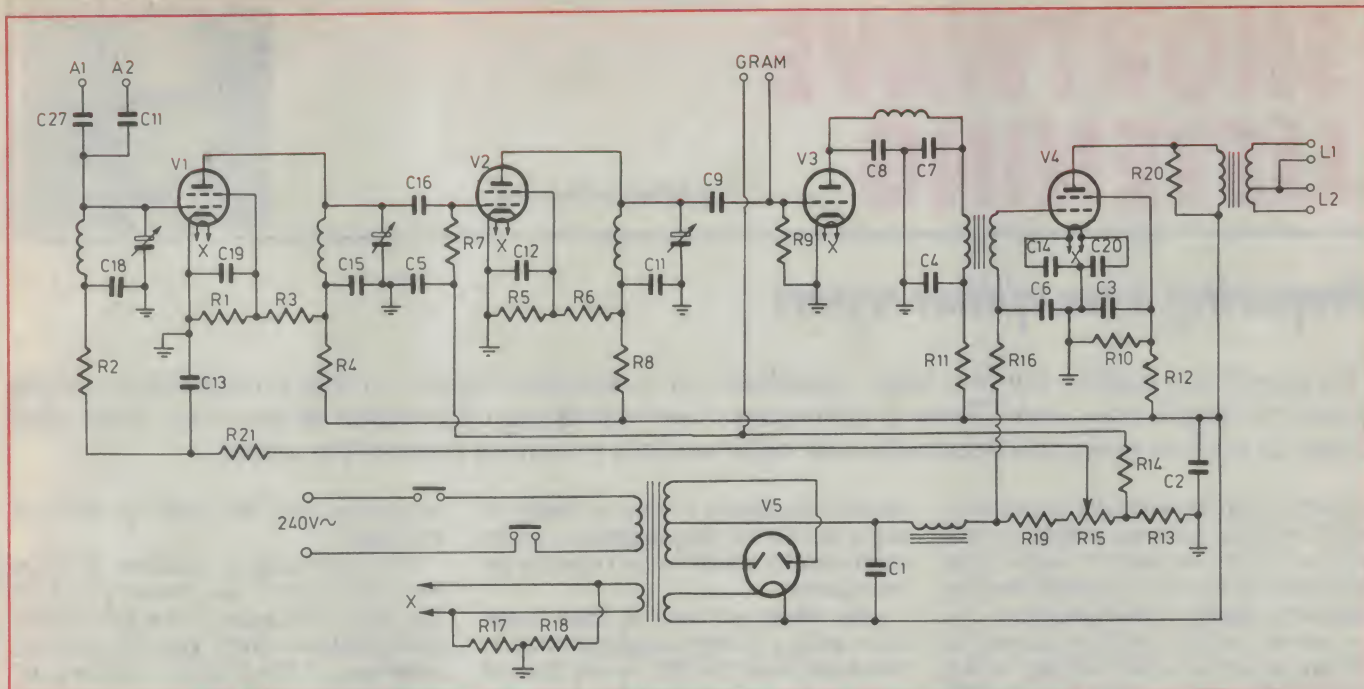 A1 A2 GRAM
C27 C11 V1 C16 V2 C9 V3 C8 C7 V4 R20 L1
L2
R7 R9
X X X C14 X C20
C18 C19 C15 C5 C12 C11 C4 C6 C3
R1 R3 R5 R6 R10
R2 C13 R4 R8 R11 R16 R12
R21 R14 C2
240V~ V5 C1 R19 R15 R13
X R17 R18